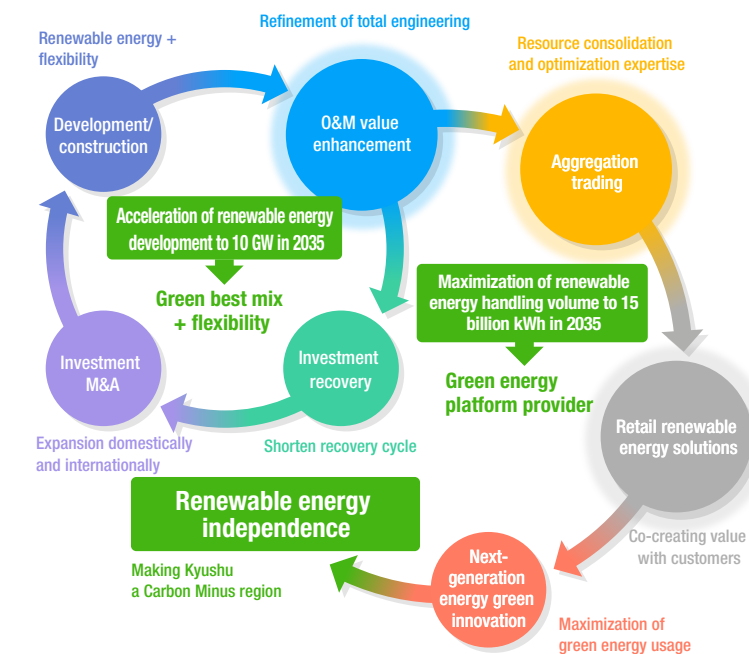 Refinement of total engineering
Renewable energy +
flexibility
Resource consolidation
and optimization expertise
Development/
construction
O&M value
enhancement
Aggregation
trading
Acceleration of renewable energy
development to 10 GW in 2035
Green best mix
+ flexibility
Maximization of renewable
energy handling volume to 15
billion kWh in 2035
Green energy
platform provider
Investment
M&A
Investment
recovery
Retail renewable
energy solutions
Expansion domestically
and internationally
Shorten recovery cycle
Renewable energy
independence
Making Kyushu
a Carbon Minus region
Next-
generation
energy green
innovation
Co-creating value
with customers
Maximization of
green energy usage